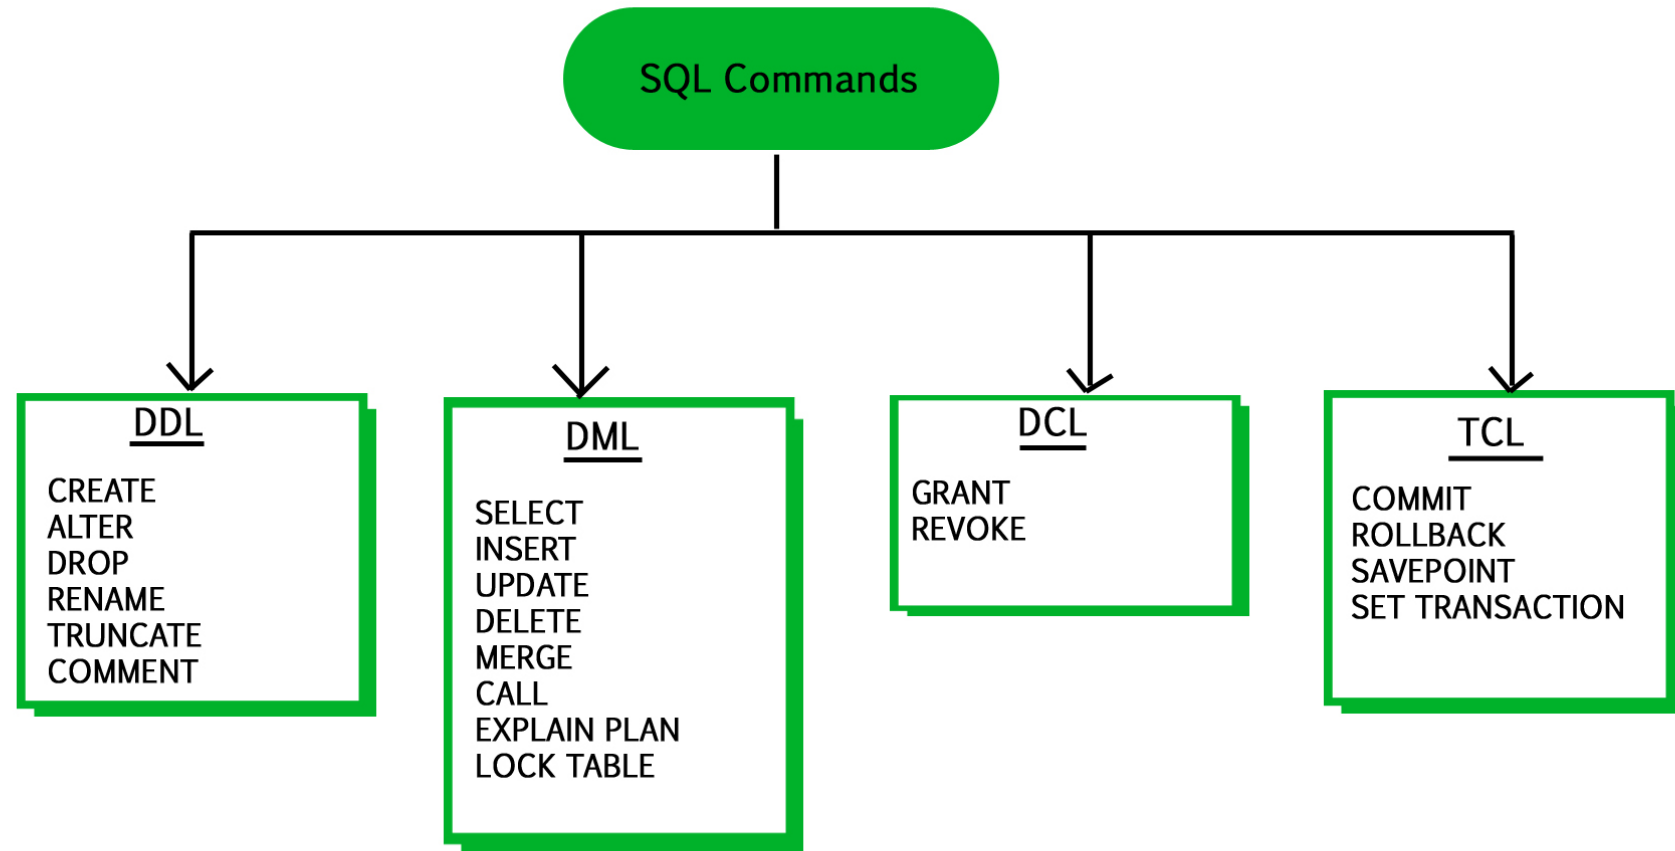 SQL Commands
DDL
CREATE
ALTER
DROP
RENAME
TRUNCATE
COMMENT
DML
SELECT
INSERT
UPDATE
DELETE
MERGE
CALL
EXPLAIN PLAN
LOCK TABLE
DCL
GRANT
REVOKE
TCL
COMMIT
ROLLBACK
SAVEPOINT
SET TRANSACTION